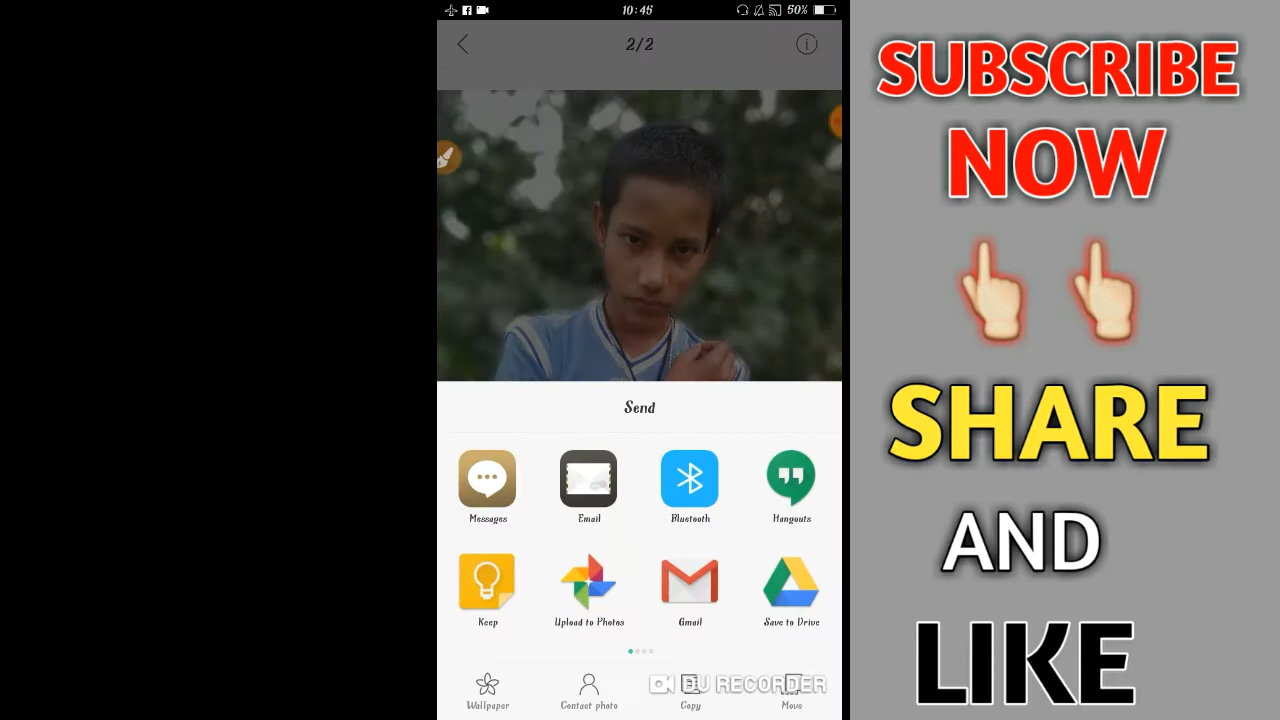 10:45
50%
2/2
Send
Messages
Email
Bluetooth
Hangouts
Keep
Upload to Photos
Gmail
Save to Drive
Wallpaper
Contact photo
Copy
Move
DU RECORDER
SUBSCRIBE
NOW
SHARE
AND
LIKE